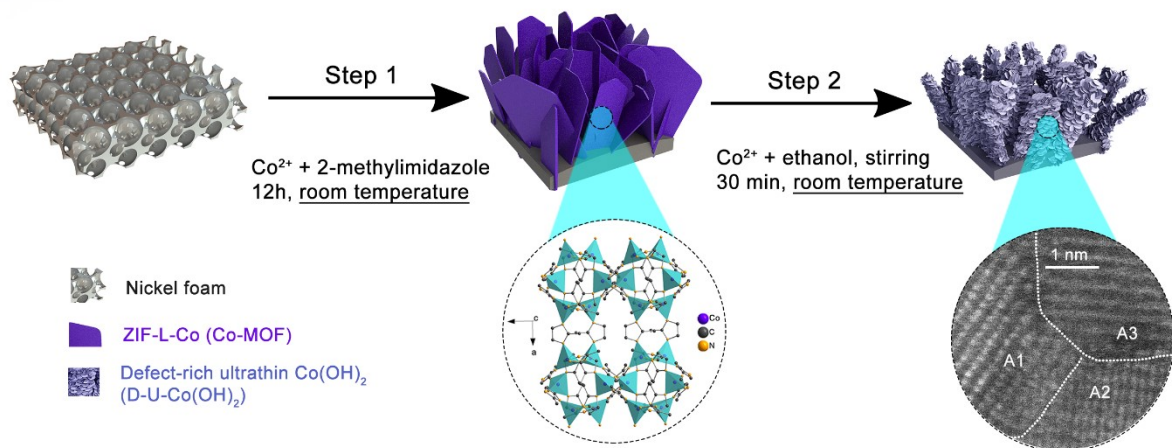 Step 1
Co²⁺ + 2-methylimidazole
12h, room temperature
Step 2
Co²⁺ + ethanol, stirring
30 min, room temperature
Nickel foam
ZIF-L-Co (Co-MOF)
Defect-rich ultrathin Co(OH)₂
(D-U-Co(OH)₂)
c
a
Co
C
N
1 nm
A1
A2
A3